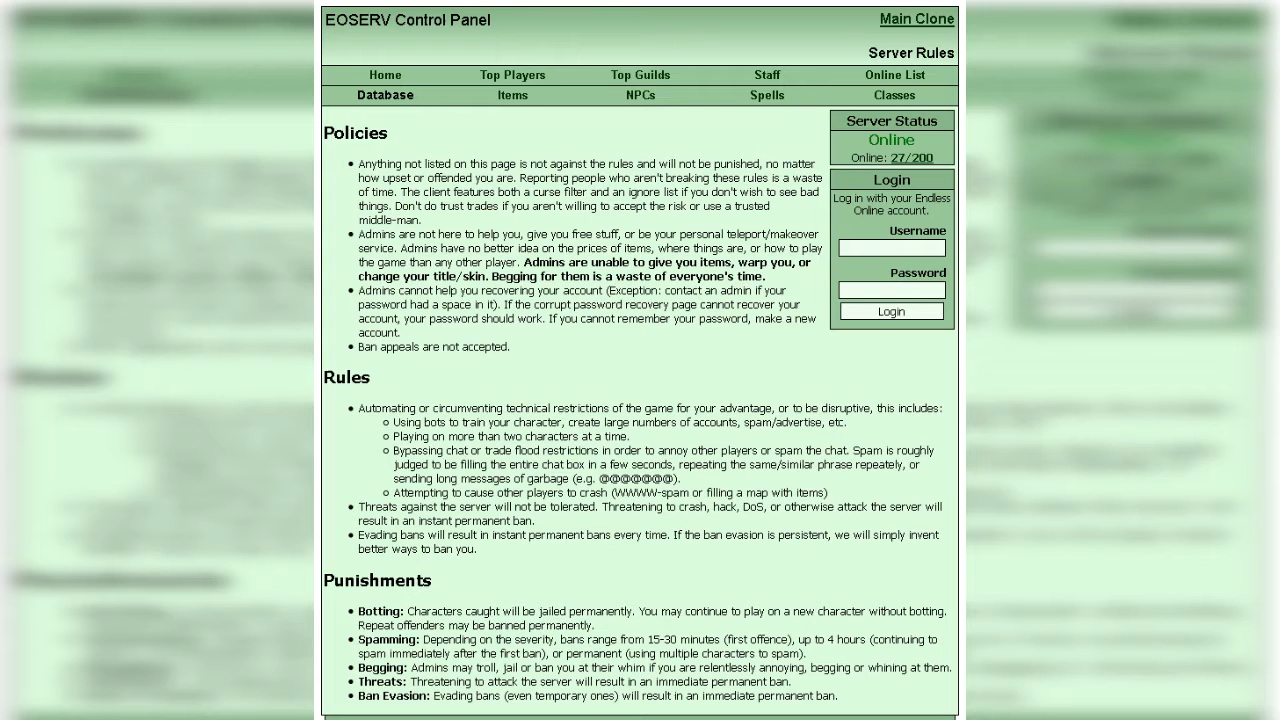 EOSERV Control Panel
Main Clone
Server Rules
Home Top Players Top Guilds Staff Online List
Database Items NPCs Spells Classes
Policies
• Anything not listed on this page is not against the rules and will not be punished, no matter
how upset or offended you are. Reporting people who aren't breaking these rules is a waste
of time. The client features both a curse filter and an ignore list if you don't wish to see bad
things. Don't do trust trades if you aren't willing to accept the risk or use a trusted
middle-man.
• Admins are not here to help you, give you free stuff, or be your personal teleport/makeover
service. Admins have no better idea on the prices of items, where things are, or how to play
the game than any other player. Admins are unable to give you items, warp you, or
change your title/skin. Begging for them is a waste of everyone's time.
• Admins cannot help you recovering your account (Exception: contact an admin if your
password had a space in it). If the corrupt password recovery page cannot recover your
account, your password should work. If you cannot remember your password, make a new
account.
• Ban appeals are not accepted.
Server Status
Online
Online: 27/200
Login
Log in with your Endless
Online account.
Username
Password
Login
Rules
• Automating or circumventing technical restrictions of the game for your advantage, or to be disruptive, this includes:
o Using bots to train your character, create large numbers of accounts, spam/advertise, etc.
o Playing on more than two characters at a time.
o Bypassing chat or trade flood restrictions in order to annoy other players or spam the chat. Spam is roughly
judged to be filling the entire chat box in a few seconds, repeating the same/similar phrase repeately, or
sending long messages of garbage (e.g. @@@@@@@).
o Attempting to cause other players to crash (WWWW-spam or filling a map with items)
• Threats against the server will not be tolerated. Threatening to crash, hack, DoS, or otherwise attack the server will
result in an instant permanent ban.
• Evading bans will result in instant permanent bans every time. If the ban evasion is persistent, we will simply invent
better ways to ban you.
Punishments
• Botting: Characters caught will be jailed permanently. You may continue to play on a new character without botting.
Repeat offenders may be banned permanently.
• Spamming: Depending on the severity, bans range from 15-30 minutes (first offence), up to 4 hours (continuing to
spam immediately after the first ban), or permanent (using multiple characters to spam).
• Begging: Admins may troll, jail or ban you at their whim if you are relentlessly annoying, begging or whining at them.
• Threats: Threatening to attack the server will result in an immediate permanent ban.
• Ban Evasion: Evading bans (even temporary ones) will result in an immediate permanent ban.